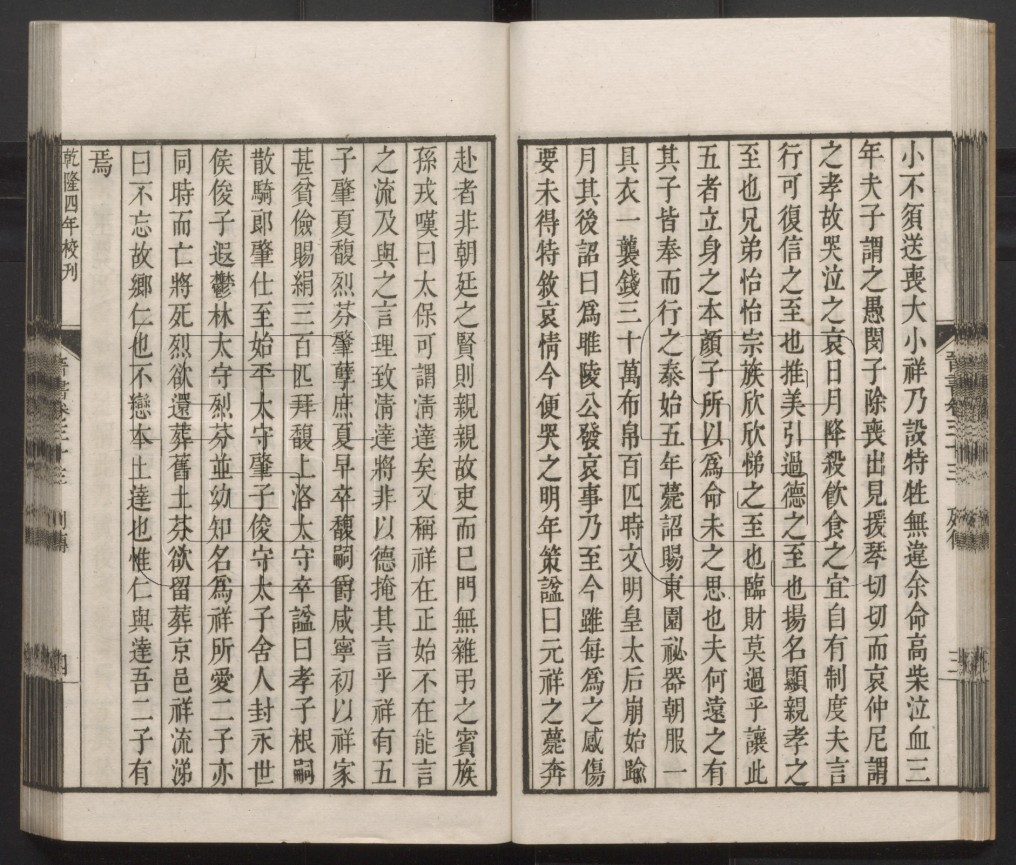 小不須送喪大小祥乃設特牲無違余命高柴泣血三
年夫子謂之愚閔子除喪出見援琴切切而哀仲尼謂
之孝故哭泣之哀日月降殺飲食之宜自有制度夫言
行可復信之至也推美引過德之至也揚名顯親孝之
至也兄弟怡怡宗族欣欣悌之至也臨財莫過乎讓此
五者立身之本顏子所以為命未之思也夫何遠之有
其子皆奉而行之泰始五年薨詔賜東園祕器朝服一
具衣一襲錢三十萬布帛百匹時文明皇太后崩始踰
月其後詔曰為睢陵公發哀事乃至今雖每為之感傷
要未得特敘哀情今便哭之明年策諡曰元祥之薨奔
赴者非朝廷之賢則親親故吏而已門無雜弔之賓族
孫戎嘆曰太保可謂清達矣又稱祥在正始不在能言
之流及與之言理致清達將非以德掩其言乎祥有五
子肇夏馥烈芬肇孽庶夏早卒馥嗣爵咸寧初以祥家
甚貧儉賜絹三百匹拜馥上洛太守卒諡曰孝子根嗣
散騎郎肇仕至始平太守肇子俊守太子舍人封永世
侯俊子遐鬱林太守烈芬並幼知名為祥所愛二子亦
同時而亡將死烈欲還葬舊土芬欲留葬京邑祥流涕
曰不忘故鄉仁也不戀本土達也惟仁與達吾二子有
焉
乾隆四年校刊
晉書卷三十三 列傳
四